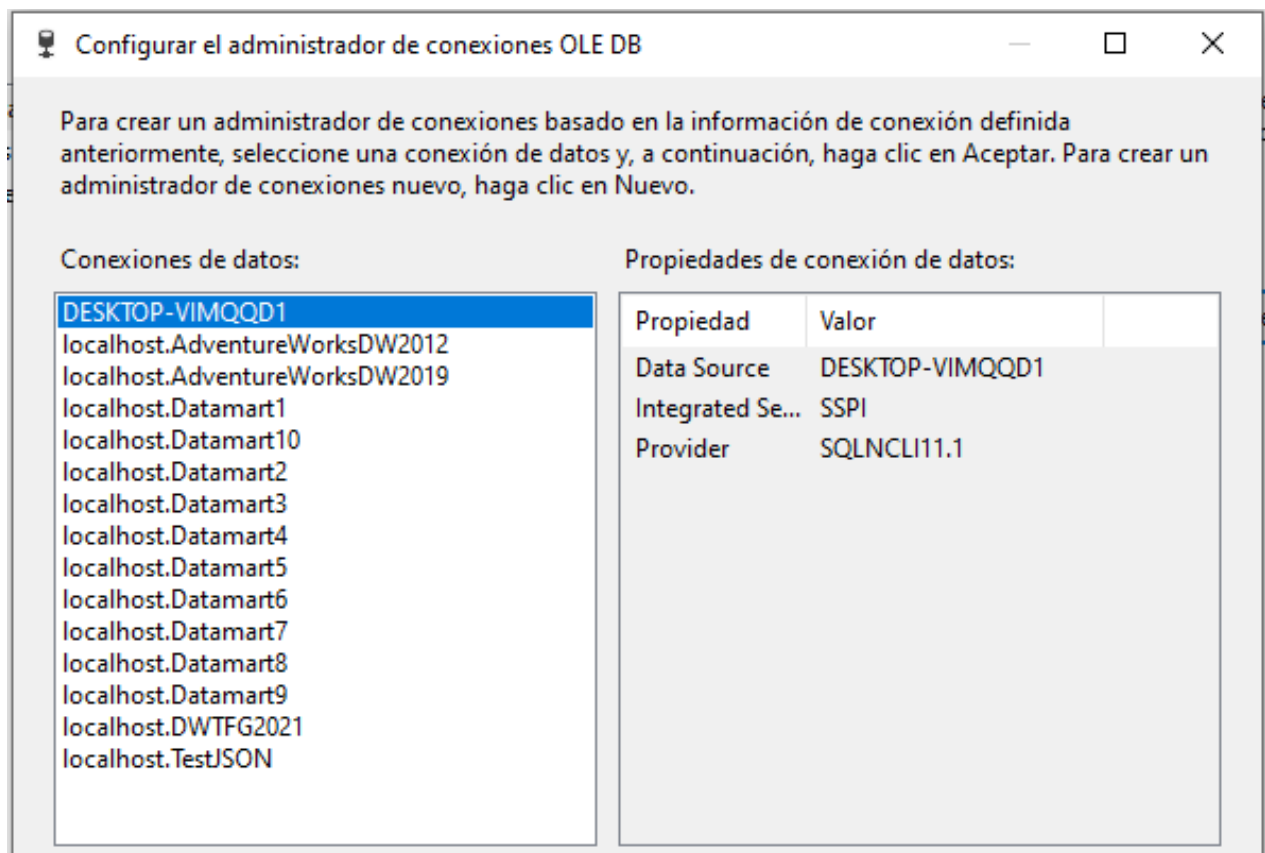 Configurar el administrador de conexiones OLE DB
Para crear un administrador de conexiones basado en la información de conexión definida
anteriormente, seleccione una conexión de datos y, a continuación, haga clic en Aceptar. Para crear un
administrador de conexiones nuevo, haga clic en Nuevo.
Conexiones de datos:
DESKTOP-VIMQQD1
localhost.AdventureWorksDW2012
localhost.AdventureWorksDW2019
localhost.Datamart1
localhost.Datamart10
localhost.Datamart2
localhost.Datamart3
localhost.Datamart4
localhost.Datamart5
localhost.Datamart6
localhost.Datamart7
localhost.Datamart8
localhost.Datamart9
localhost.DWTFG2021
localhost.TestJSON
Propiedades de conexión de datos:
Propiedad Valor
Data Source DESKTOP-VIMQQD1
Integrated Se... SSPI
Provider SQLNCLI11.1